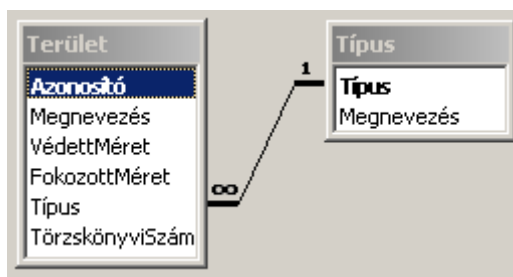 Terület
Azonosító
Megnevezés
VédettMéret
FokozottMéret
Típus
TörzskönyviSzám
∞
1
Típus
Típus
Megnevezés